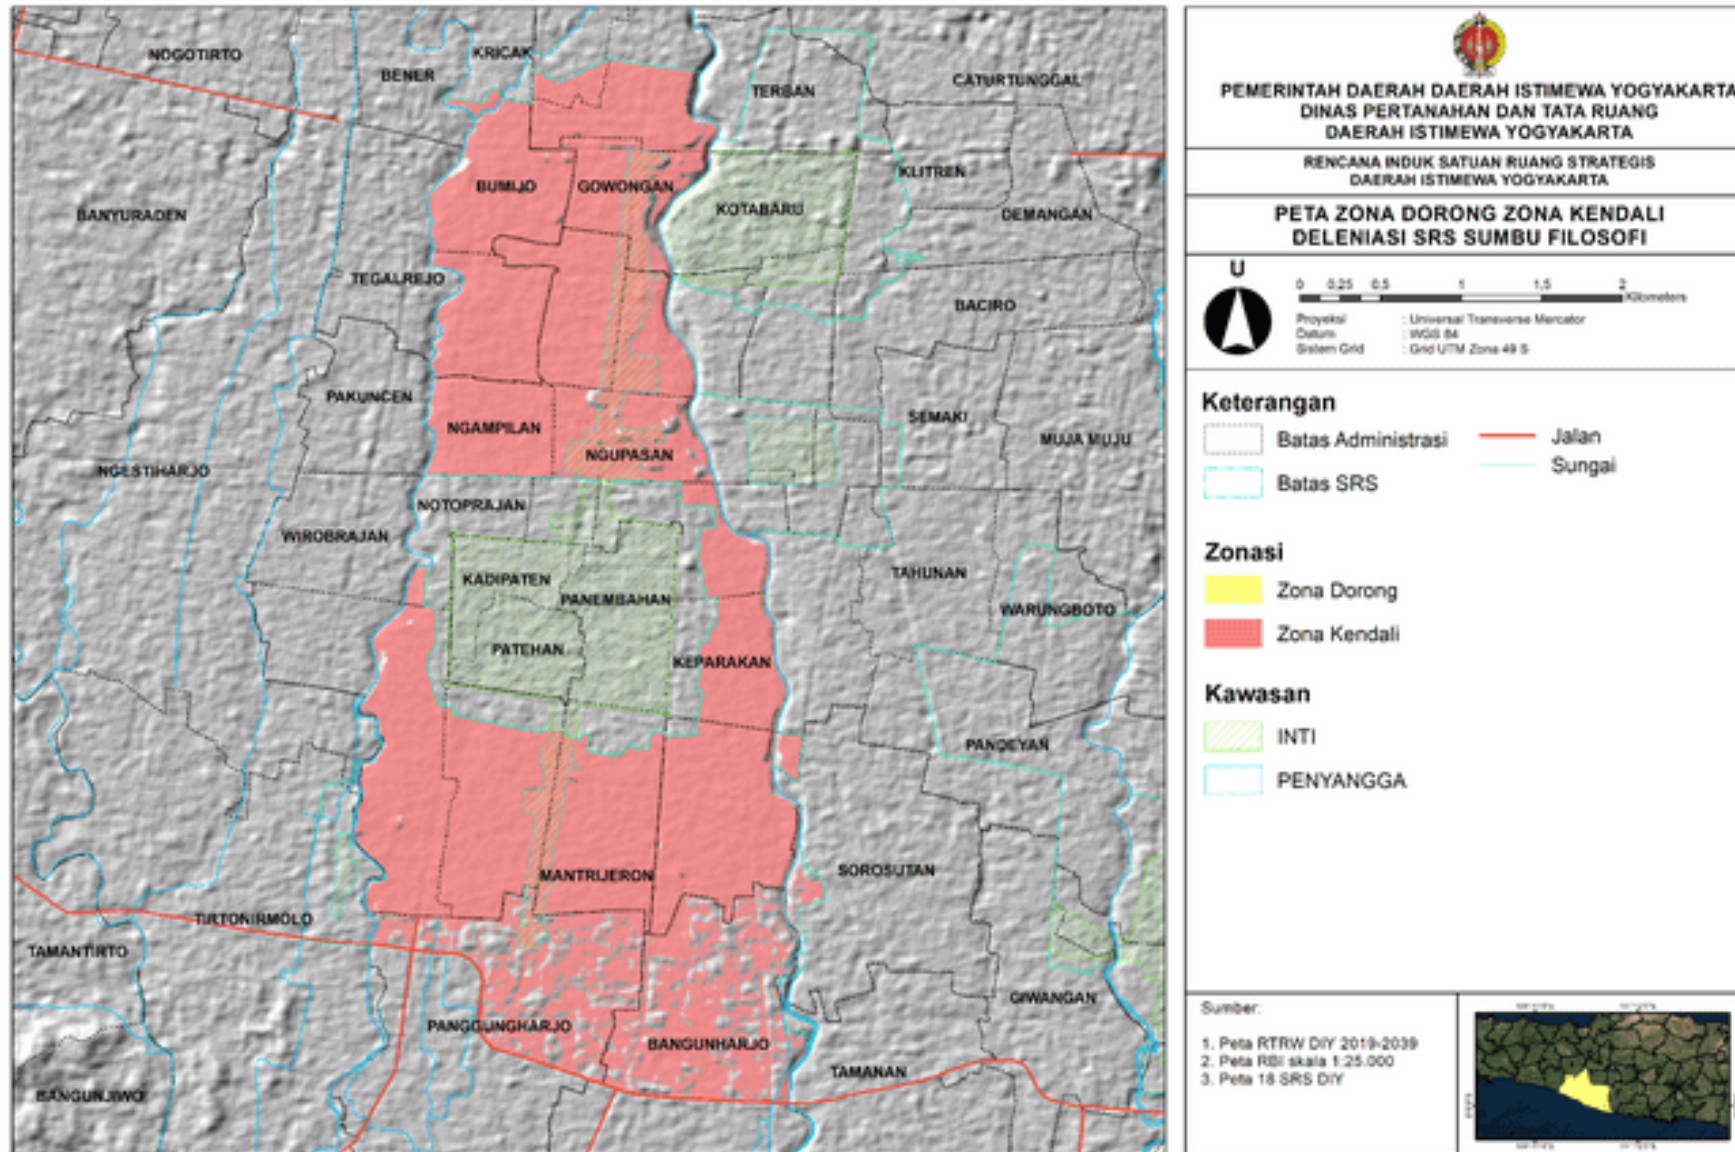 NOGOTIRTO
BENER
KRICAK
TERBAN
CATURTUNGGAL
BUMIJO
GOWONGAN
KLITREN
KOTABARU
DEMANGAN
BANYURADEN
TEGALREJO
BACIRO
PAKUNCEN
NGAMPILAN
NGUPASAN
SEMAKI
MUJA MUJU
NGESTIHARJO
NOTOPRAJAN
WIROBRAJAN
KADIPATEN
PANEMBAHAN
TAHUNAN
WARUNGBOTO
PATEHAN
KEPARAKAN
PANDEYAN
MANTRIJERON
SOROSUTAN
TIRTONIRMOLO
TAMANTIRTO
PANGGUNGHARJO
BANGUNHARJO
GIWANGAN
TAMANAN
BANGUNJIWO
PEMERINTAH DAERAH DAERAH ISTIMEWA YOGYAKARTA
DINAS PERTANAHAN DAN TATA RUANG
DAERAH ISTIMEWA YOGYAKARTA
RENCANA INDUK SATUAN RUANG STRATEGIS
DAERAH ISTIMEWA YOGYAKARTA
PETA ZONA DORONG ZONA KENDALI
DELENIASI SRS SUMBU FILOSOFI
U
0 0,25 0,5 1 1,5 2
Kilometers
Proyeksi : Universal Transverse Mercator
Datum : WGS 84
Sistem Grid : Grid UTM Zona 49 S
Keterangan
Batas Administrasi
Jalan
Batas SRS
Sungai
Zonasi
Zona Dorong
Zona Kendali
Kawasan
INTI
PENYANGGA
Sumber:
1. Peta RTRW DIY 2019-2039
2. Peta RBI skala 1:25.000
3. Peta 18 SRS DIY